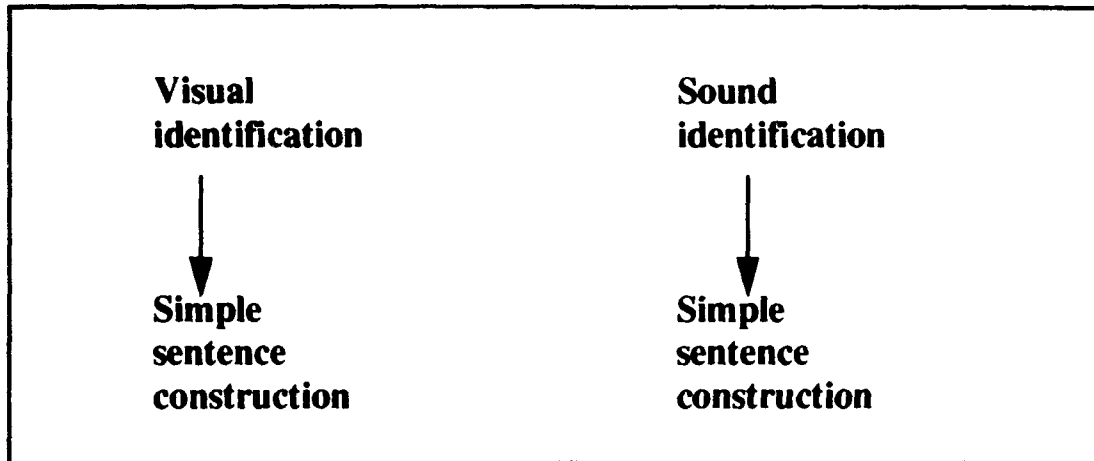 Visual
identification
Sound
identification
Simple
sentence
construction
Simple
sentence
construction